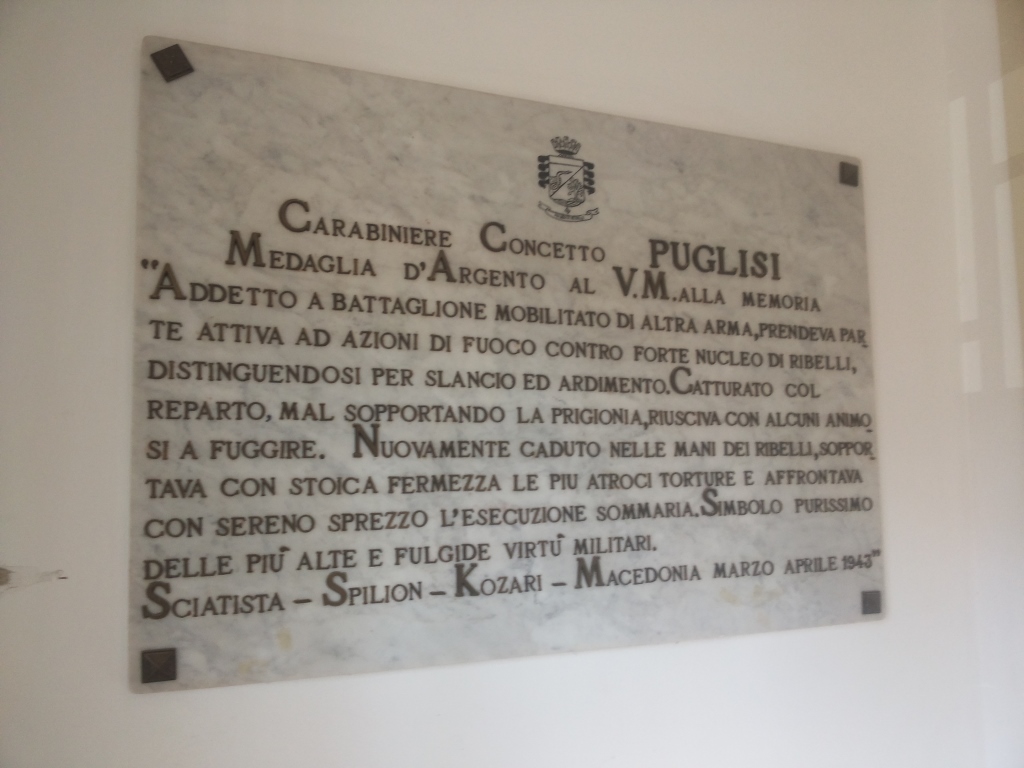 CARABINIERE CONCETTO PUGLISI
MEDAGLIA D'ARGENTO AL V.M. ALLA MEMORIA
"ADDETTO A BATTAGLIONE MOBILITATO DI ALTRA ARMA, PRENDEVA PAR_
TE ATTIVA AD AZIONI DI FUOCO CONTRO FORTE NUCLEO DI RIBELLI,
DISTINGUENDOSI PER SLANCIO ED ARDIMENTO. CATTURATO COL
REPARTO, MAL SOPPORTANDO LA PRIGIONIA, RIUSCIVA CON ALCUNI ANIMO_
SI A FUGGIRE. NUOVAMENTE CADUTO NELLE MANI DEI RIBELLI, SOPPOR_
TAVA CON STOICA FERMEZZA LE PIU ATROCI TORTURE E AFFRONTAVA
CON SERENO SPREZZO L'ESECUZIONE SOMMARIA. SIMBOLO PURISSIMO
DELLE PIÙ ALTE E FULGIDE VIRTÙ MILITARI.
SCIATISTA – SPILION – KOZARI – MACEDONIA MARZO APRILE 1943"